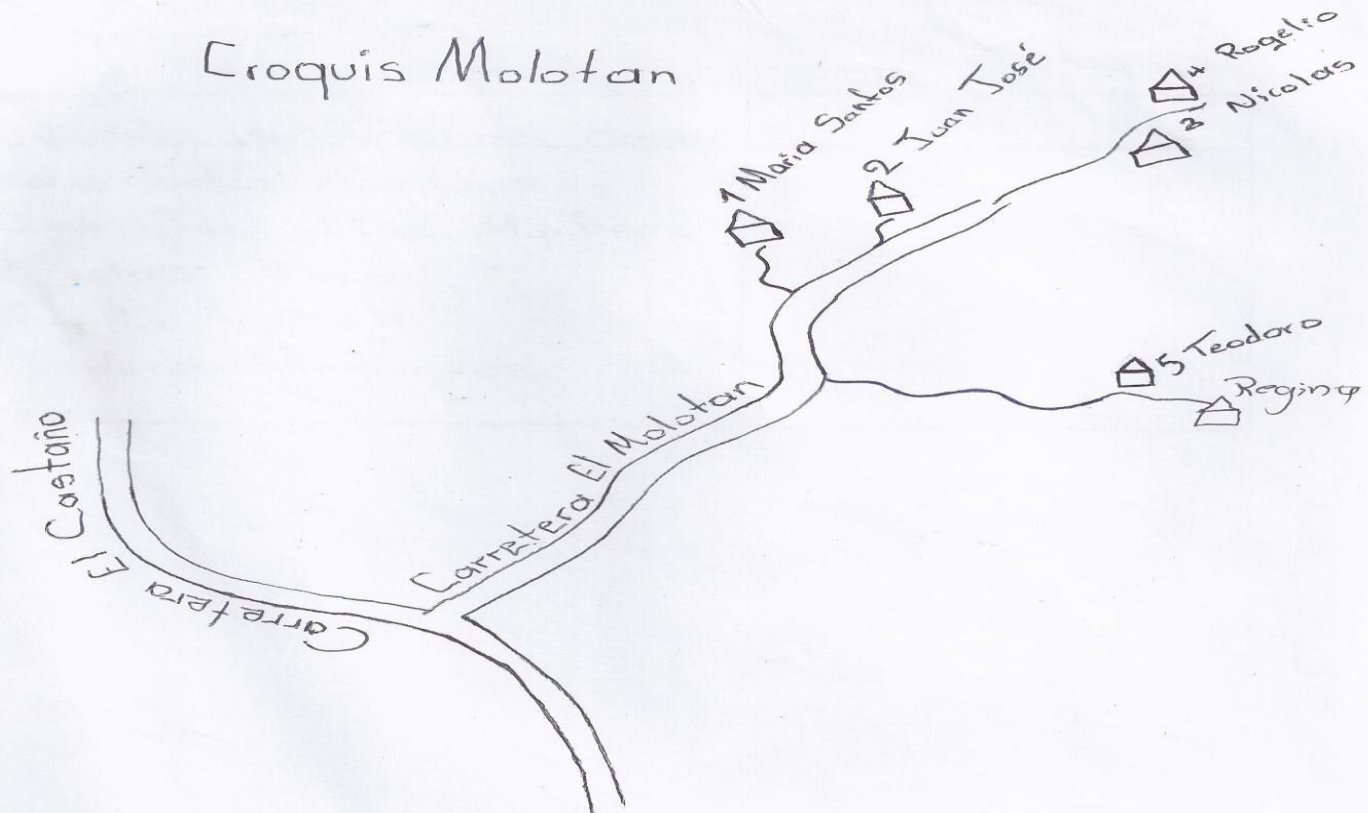 Croquis Molotan
4 Rogelio
3 Nicolas
2 Juan José
1 Maria Santos
5 Teodoro
Regina
Carretera El Molotan
Carretera El Castaño